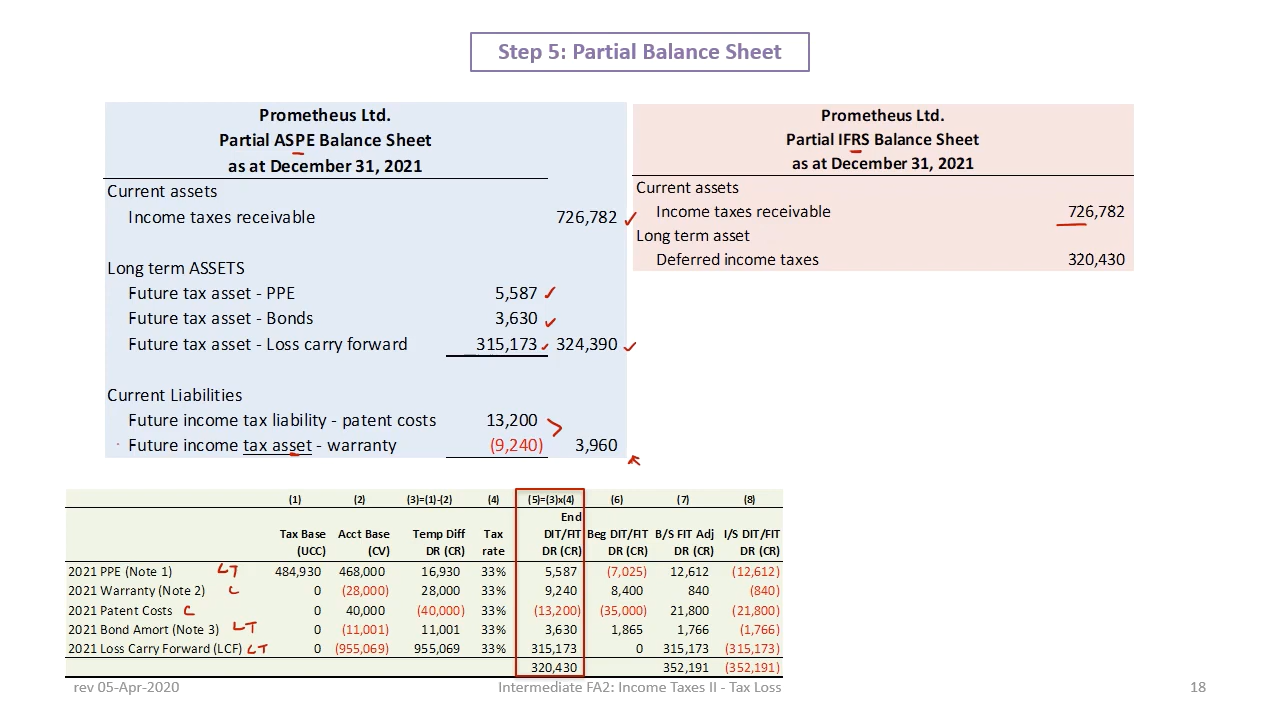 Step 5: Partial Balance Sheet
Prometheus Ltd.
Partial ASPE Balance Sheet
as at December 31, 2021
Current assets
Income taxes receivable 726,782
Long term ASSETS
Future tax asset - PPE 5,587
Future tax asset - Bonds 3,630
Future tax asset - Loss carry forward 315,173 324,390
Current Liabilities
Future income tax liability - patent costs 13,200
Future income tax asset - warranty (9,240) 3,960
Prometheus Ltd.
Partial IFRS Balance Sheet
as at December 31, 2021
Current assets
Income taxes receivable 726,782
Long term asset
Deferred income taxes 320,430
(1) (2) (3)=(1)-(2) (4) (5)=(3)x(4) (6) (7) (8)
End
Tax Base Acct Base Temp Diff Tax DIT/FIT Beg DIT/FIT B/S FIT Adj I/S DIT/FIT
(UCC) (CV) DR (CR) rate DR (CR) DR (CR) DR (CR) DR (CR)
2021 PPE (Note 1) LT 484,930 468,000 16,930 33% 5,587 (7,025) 12,612 (12,612)
2021 Warranty (Note 2) C 0 (28,000) 28,000 33% 9,240 8,400 840 (840)
2021 Patent Costs C 0 40,000 (40,000) 33% (13,200) (35,000) 21,800 (21,800)
2021 Bond Amort (Note 3) LT 0 (11,001) 11,001 33% 3,630 1,865 1,766 (1,766)
2021 Loss Carry Forward (LCF) LT 0 (955,069) 955,069 33% 315,173 0 315,173 (315,173)
320,430 352,191 (352,191)
rev 05-Apr-2020 Intermediate FA2: Income Taxes II - Tax Loss 18